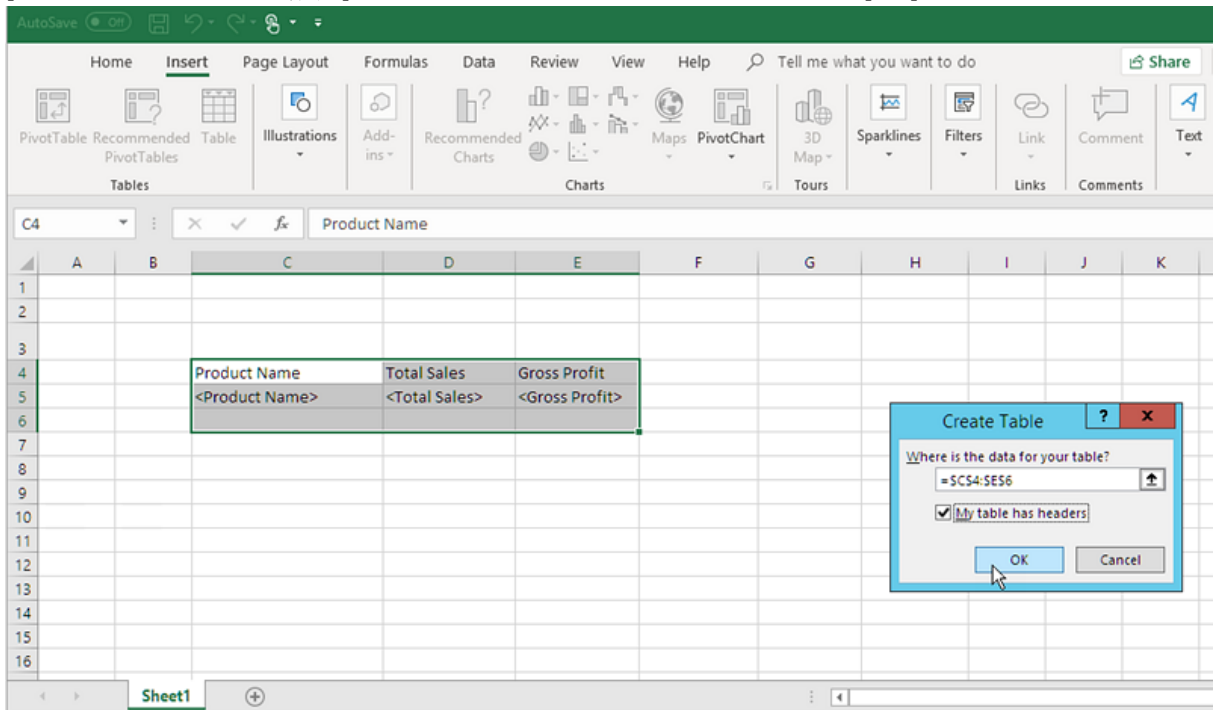 AutoSave Off
Home Insert Page Layout Formulas Data Review View Help Tell me what you want to do Share
PivotTable Recommended PivotTables Table Illustrations Add-ins Recommended Charts Maps PivotChart 3D Map Sparklines Filters Link Comment Text
Tables Charts Tours Links Comments
C4 fx Product Name
A B C D E F G H I J K
1
2
3
4 Product Name Total Sales Gross Profit
5 <Product Name> <Total Sales> <Gross Profit>
6
7
8
9
10
11
12
13
14
15
16
Create Table ? x
Where is the data for your table?
=$C$4:$E$6
My table has headers
OK Cancel
Sheet1